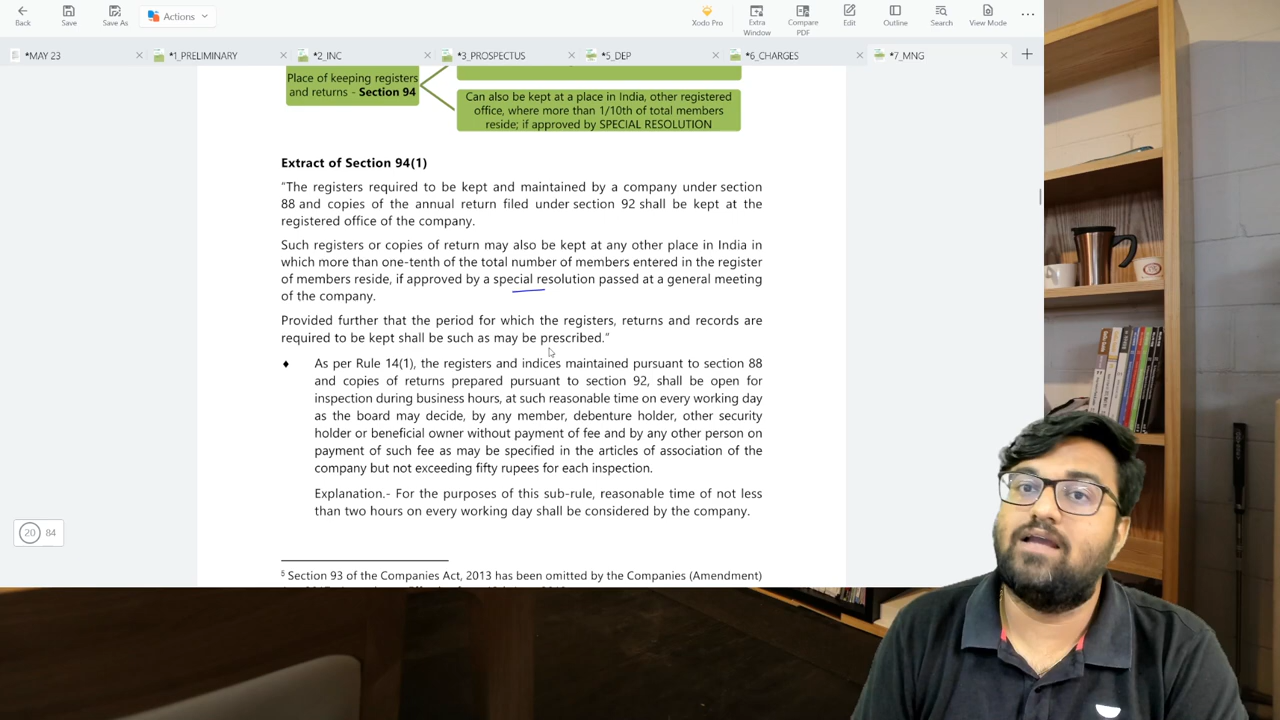 Back
Save
Save As
Actions
Xodo Pro
Extra Window
Compare PDF
Edit
Outline
Search
View Mode
*MAY 23
*1_PRELIMINARY
*2_INC
*3_PROSPECTUS
*5_DEP
*6_CHARGES
*7_MNG
Place of keeping registers
and returns - Section 94
Can also be kept at a place in India, other registered
office, where more than 1/10th of total members
reside; if approved by SPECIAL RESOLUTION
Extract of Section 94(1)
"The registers required to be kept and maintained by a company under section
88 and copies of the annual return filed under section 92 shall be kept at the
registered office of the company.
Such registers or copies of return may also be kept at any other place in India in
which more than one-tenth of the total number of members entered in the register
of members reside, if approved by a special resolution passed at a general meeting
of the company.
Provided further that the period for which the registers, returns and records are
required to be kept shall be such as may be prescribed."
♦ As per Rule 14(1), the registers and indices maintained pursuant to section 88
and copies of returns prepared pursuant to section 92, shall be open for
inspection during business hours, at such reasonable time on every working day
as the board may decide, by any member, debenture holder, other security
holder or beneficial owner without payment of fee and by any other person on
payment of such fee as may be specified in the articles of association of the
company but not exceeding fifty rupees for each inspection.
Explanation.- For the purposes of this sub-rule, reasonable time of not less
than two hours on every working day shall be considered by the company.
20 84
5 Section 93 of the Companies Act, 2013 has been omitted by the Companies (Amendment)